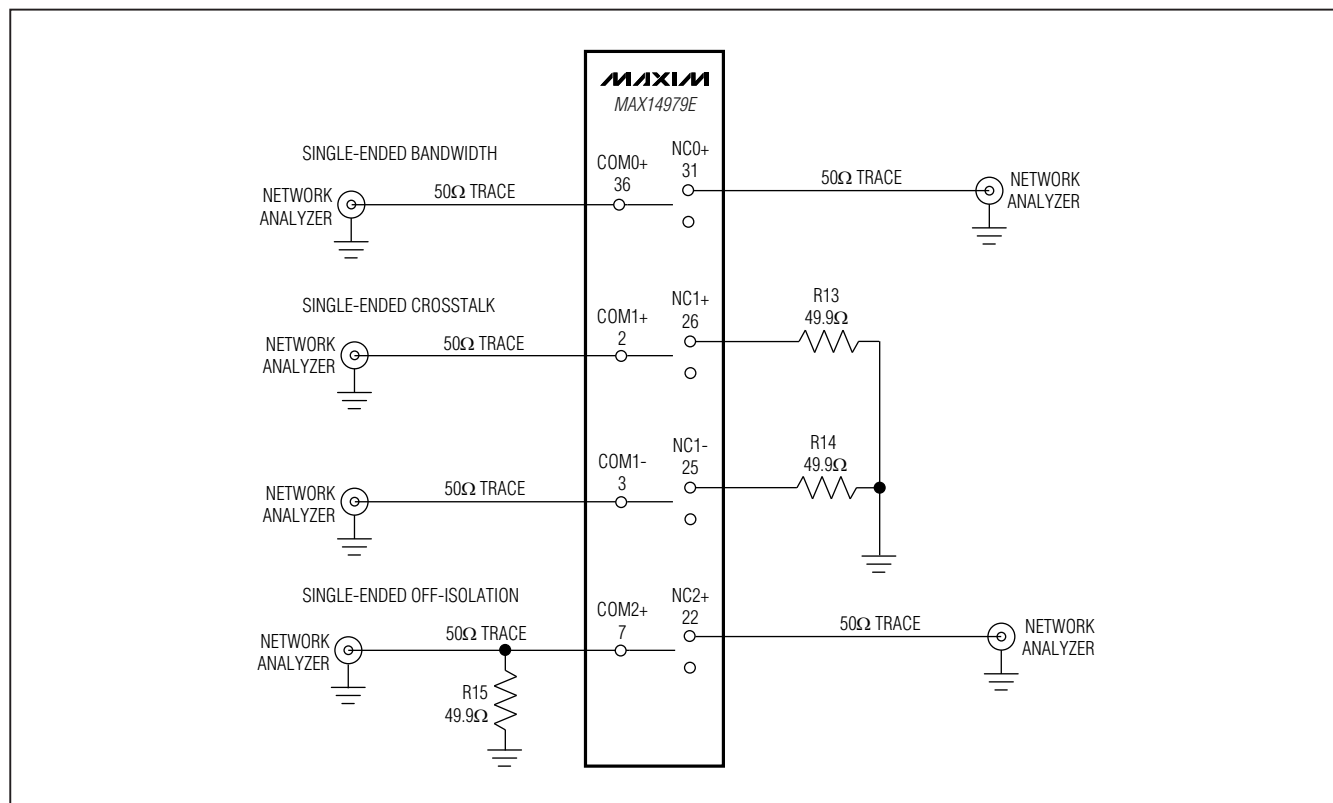 MAXIM
MAX14979E
SINGLE-ENDED BANDWIDTH
NETWORK
ANALYZER
50Ω TRACE
COM0+
36
NC0+
31
50Ω TRACE
NETWORK
ANALYZER
SINGLE-ENDED CROSSTALK
NETWORK
ANALYZER
50Ω TRACE
COM1+
2
NC1+
26
R13
49.9Ω
NETWORK
ANALYZER
50Ω TRACE
COM1-
3
NC1-
25
R14
49.9Ω
SINGLE-ENDED OFF-ISOLATION
NETWORK
ANALYZER
50Ω TRACE
R15
49.9Ω
COM2+
7
NC2+
22
50Ω TRACE
NETWORK
ANALYZER